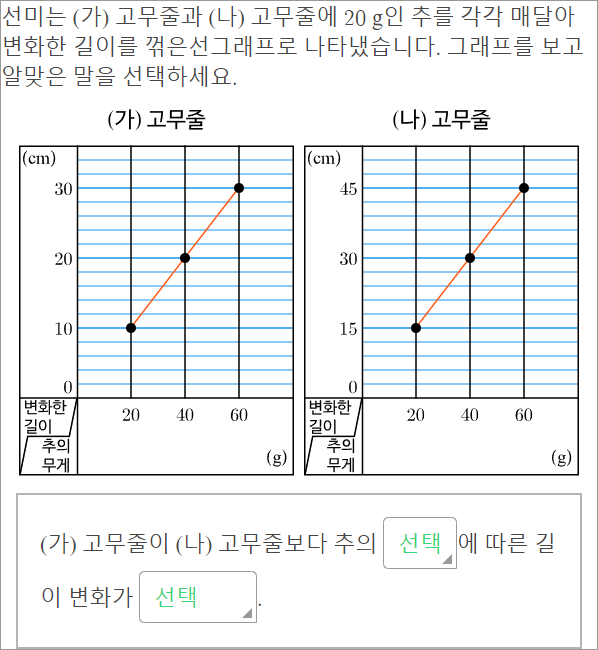 선미는 (가) 고무줄과 (나) 고무줄에 20 g인 추를 각각 매달아
변화한 길이를 꺾은선그래프로 나타냈습니다. 그래프를 보고
알맞은 말을 선택하세요.
(가) 고무줄
(cm)
30
20
10
0
변화한
길이
추의
무게
20 40 60
(g)
(나) 고무줄
(cm)
45
30
15
0
변화한
길이
추의
무게
20 40 60
(g)
(가) 고무줄이 (나) 고무줄보다 추의 선택 에 따른 길
이 변화가 선택 .